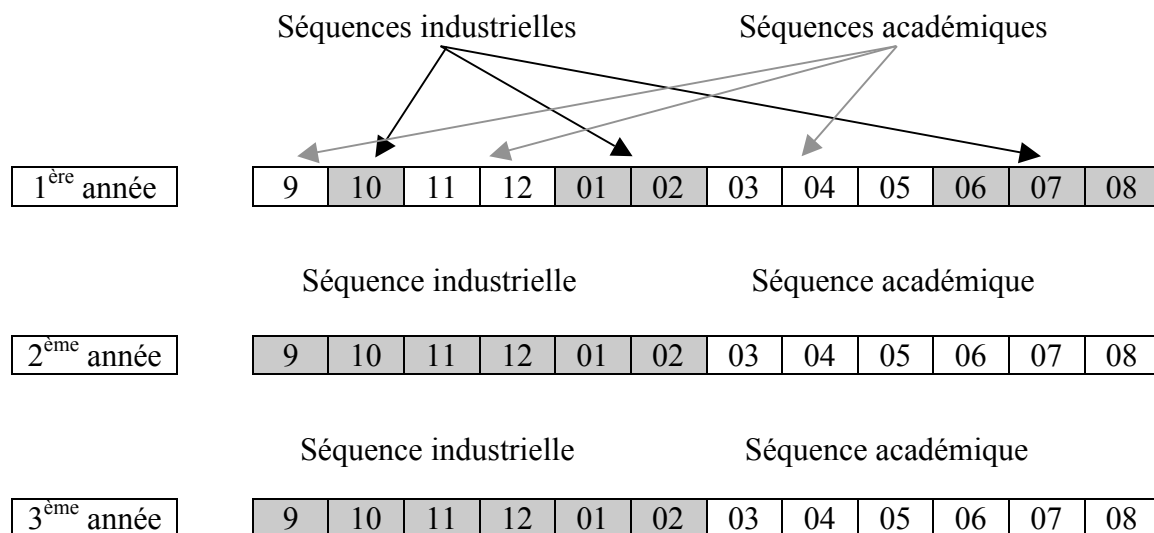 Séquences industrielles Séquences académiques
1ère année 9 10 11 12 01 02 03 04 05 06 07 08
Séquence industrielle Séquence académique
2ème année 9 10 11 12 01 02 03 04 05 06 07 08
Séquence industrielle Séquence académique
3ème année 9 10 11 12 01 02 03 04 05 06 07 08